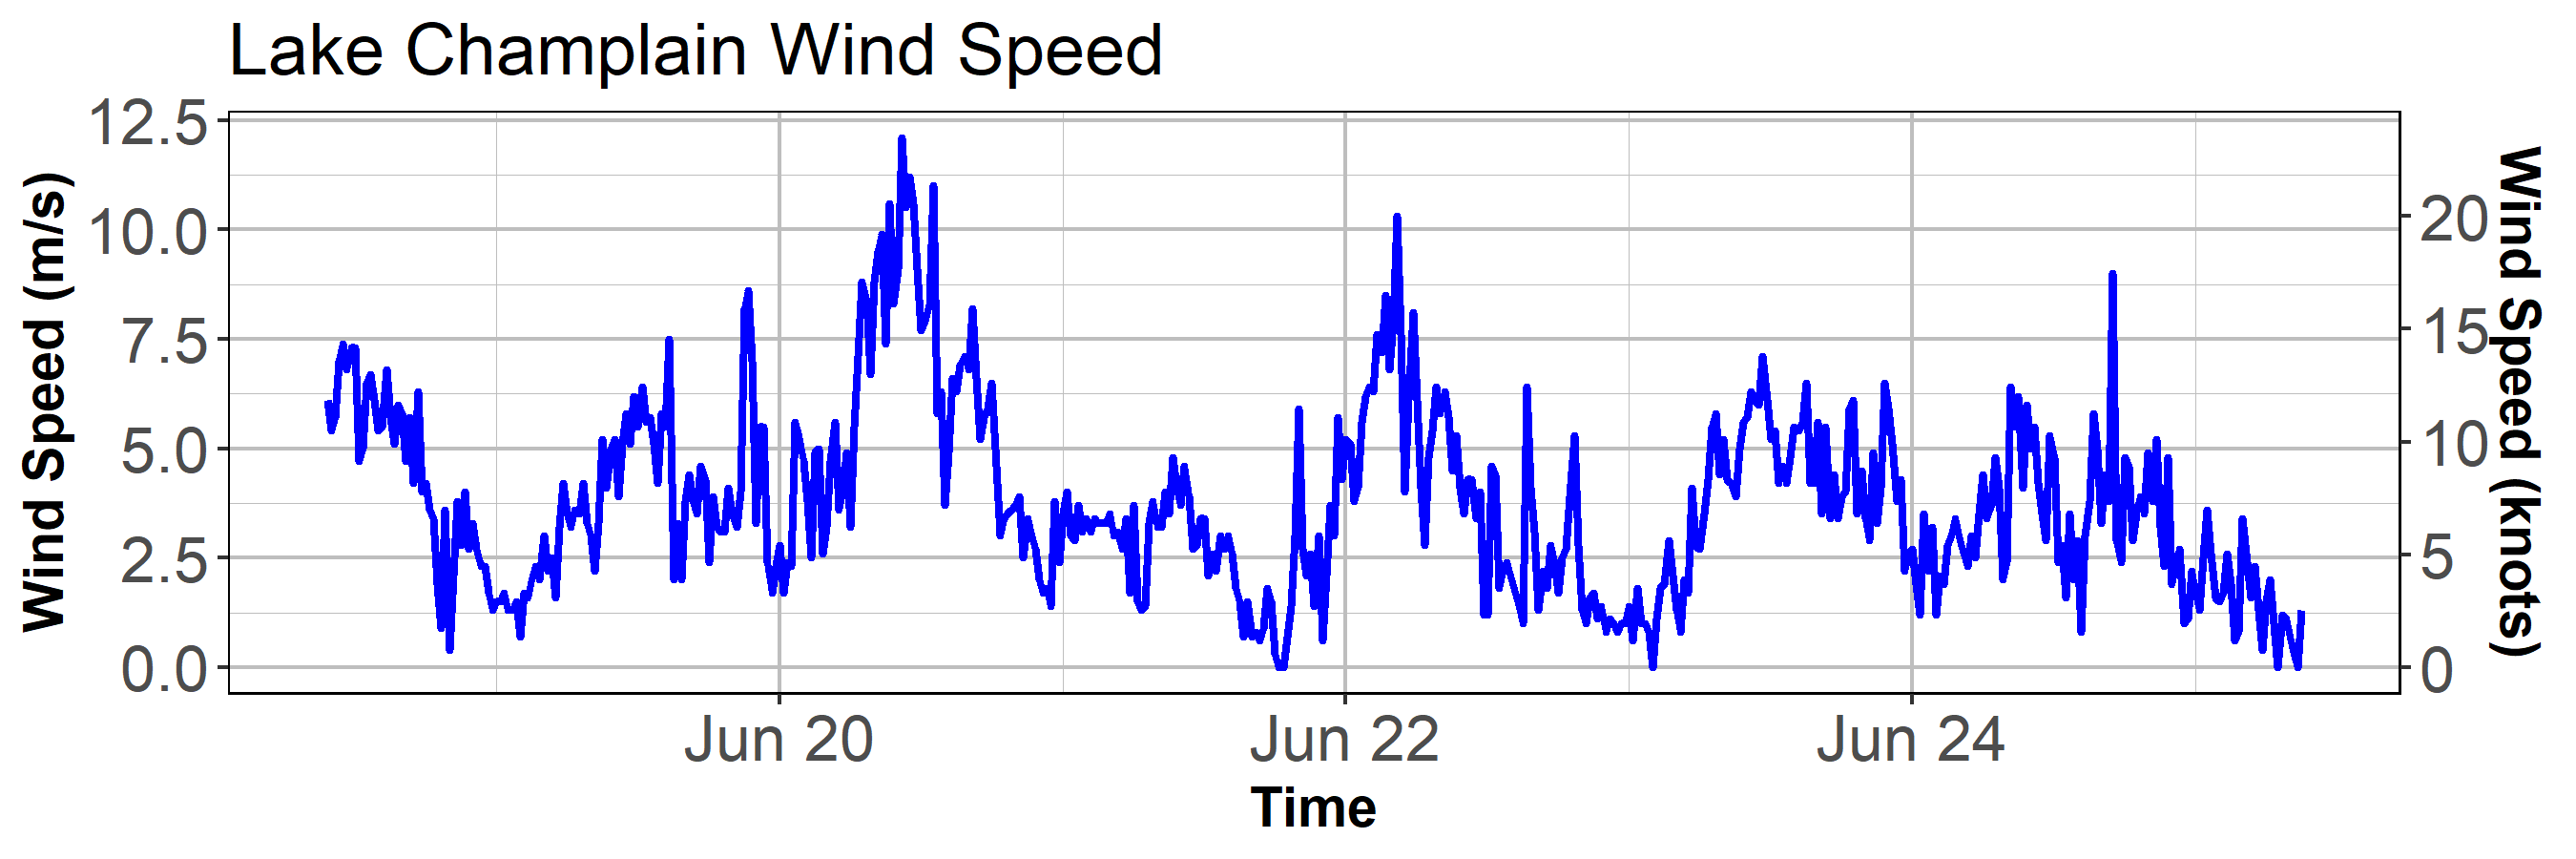 Lake Champlain Wind Speed
Wind Speed (m/s)
12.5
10.0
7.5
5.0
2.5
0.0
20
15
10
5
0
Wind Speed (knots)
Jun 20 Jun 22 Jun 24
Time